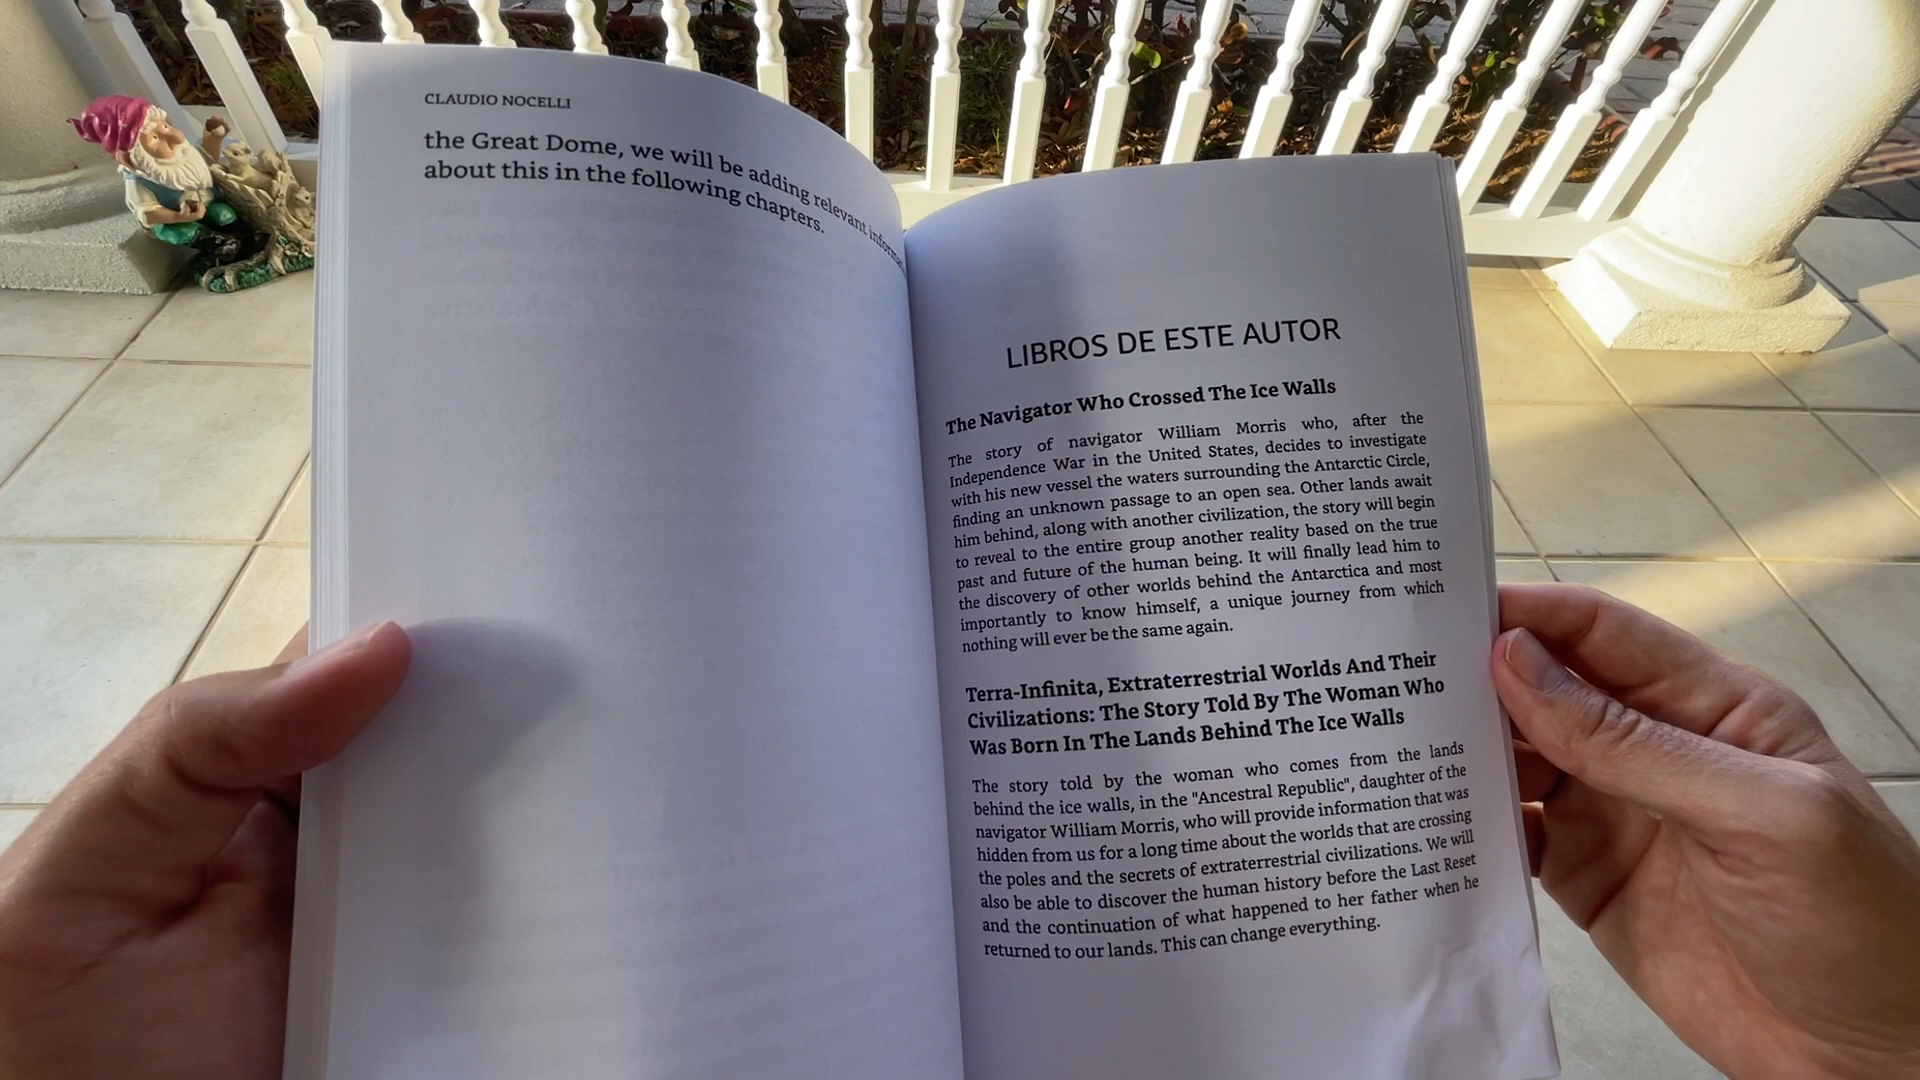 CLAUDIO NOCELLI
the Great Dome, we will be adding relevant
about this in the following chapters.
LIBROS DE ESTE AUTOR
The Navigator Who Crossed The Ice Walls
The story of navigator William Morris who, after the
Independence War in the United States, decides to investigate
with his new vessel the waters surrounding the Antarctic Circle,
finding an unknown passage to an open sea. Other lands await
him behind, along with another civilization, the story will begin
to reveal to the entire group another reality based on the true
past and future of the human being. It will finally lead him to
the discovery of other worlds behind the Antarctica and most
importantly to know himself, a unique journey from which
nothing will ever be the same again.
Terra-Infinita, Extraterrestrial Worlds And Their
Civilizations: The Story Told By The Woman Who
Was Born In The Lands Behind The Ice Walls
The story told by the woman who comes from the lands
behind the ice walls, in the "Ancestral Republic", daughter of the
navigator William Morris, who will provide information that was
hidden from us for a long time about the worlds that are crossing
the poles and the secrets of extraterrestrial civilizations. We will
also be able to discover the human history before the Last Reset
and the continuation of what happened to her father when he
returned to our lands. This can change everything.